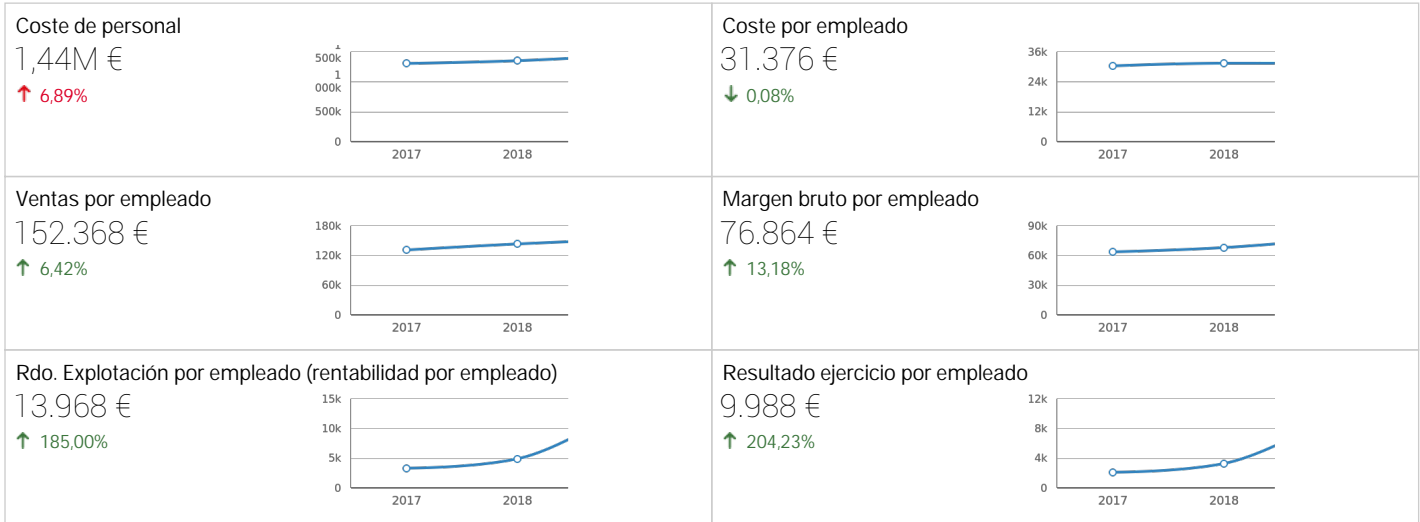 Coste de personal
1,44M €
↑ 6,89%
1
500k
1
000k
500k
0
2017 2018
Coste por empleado
31.376 €
↓ 0,08%
36k
24k
12k
0
2017 2018
Ventas por empleado
152.368 €
↑ 6,42%
180k
120k
60k
0
2017 2018
Margen bruto por empleado
76.864 €
↑ 13,18%
90k
60k
30k
0
2017 2018
Rdo. Explotación por empleado (rentabilidad por empleado)
13.968 €
↑ 185,00%
15k
10k
5k
0
2017 2018
Resultado ejercicio por empleado
9.988 €
↑ 204,23%
12k
8k
4k
0
2017 2018